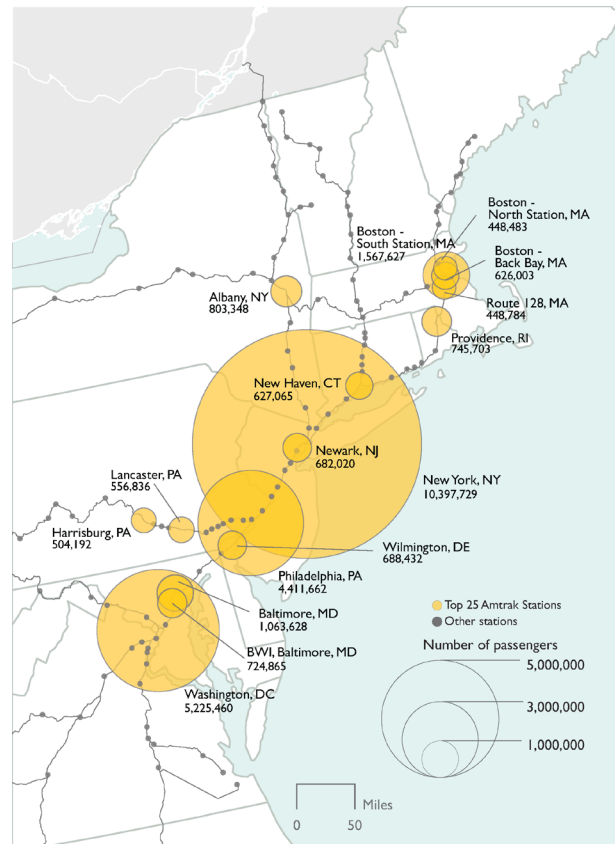 Boston -
North Station, MA
448,483
Boston -
South Station, MA
1,567,627
Boston -
Back Bay, MA
626,003
Albany, NY
803,348
Route 128, MA
448,784
Providence, RI
745,703
New Haven, CT
627,065
Newark, NJ
682,020
New York, NY
10,397,729
Lancaster, PA
556,836
Harrisburg, PA
504,192
Wilmington, DE
688,432
Philadelphia, PA
4,411,662
Baltimore, MD
1,063,628
BWI, Baltimore, MD
724,865
Washington, DC
5,225,460
Top 25 Amtrak Stations
Other stations
Number of passengers
5,000,000
3,000,000
1,000,000
Miles
0 50